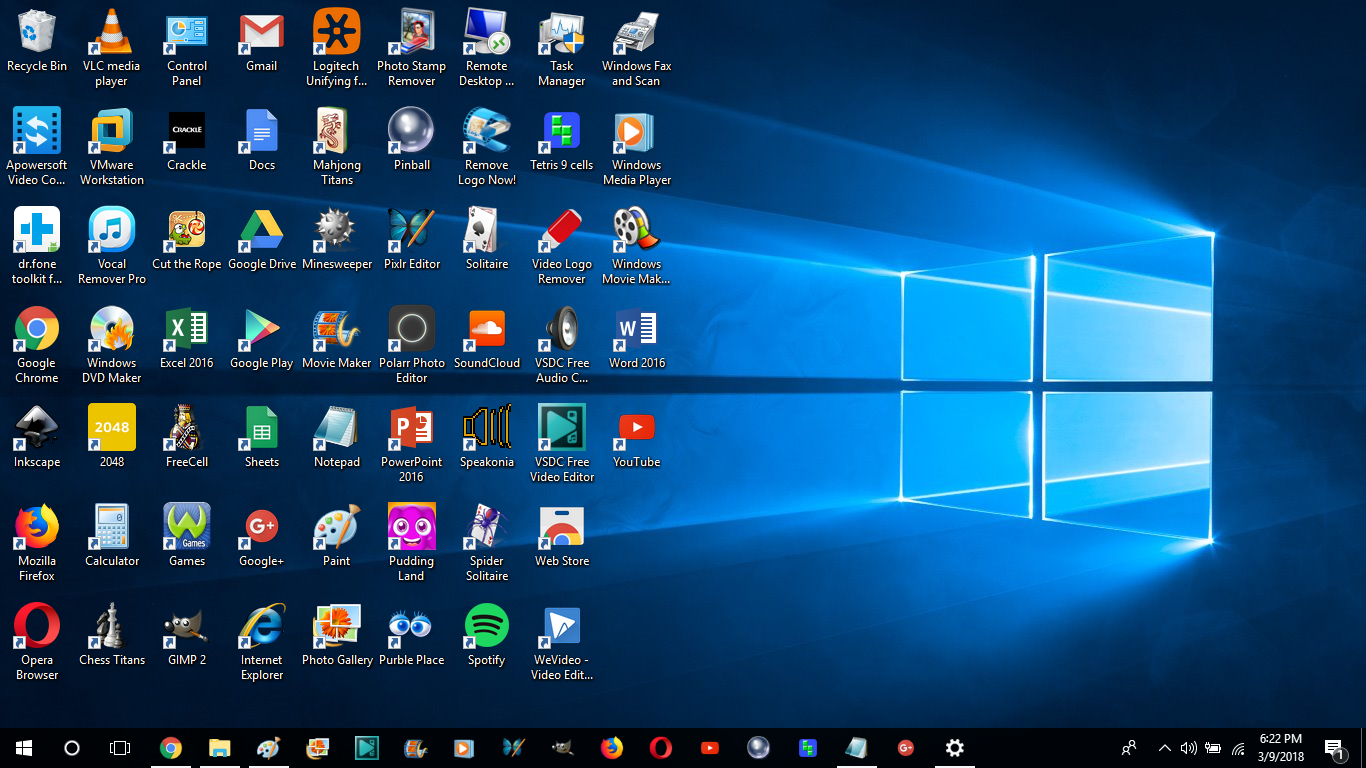 Recycle Bin
VLC media
player
Control
Panel
Gmail
Logitech
Unifying f...
Photo Stamp
Remover
Remote
Desktop ...
Task
Manager
Windows Fax
and Scan
Apowersoft
Video Co...
VMware
Workstation
CRACKLE
Crackle
Docs
Mahjong
Titans
Pinball
Remove
Logo Now!
Tetris 9 cells
Windows
Media Player
dr.fone
toolkit f...
Vocal
Remover Pro
Cut the Rope
Google Drive
Minesweeper
Pixlr Editor
Solitaire
Video Logo
Remover
Windows
Movie Mak...
Google
Chrome
Windows
DVD Maker
X
Excel 2016
Google Play
Movie Maker
Polarr Photo
Editor
SoundCloud
VSDC Free
Audio C...
W
Word 2016
Inkscape
2048
2048
FreeCell
Sheets
Notepad
P
PowerPoint
2016
Speakonia
VSDC Free
Video Editor
YouTube
Mozilla
Firefox
0
Calculator
W
Games
Games
G+
Google+
Paint
Pudding
Land
Spider
Solitaire
Web Store
Opera
Browser
Chess Titans
GIMP 2
Internet
Explorer
Photo Gallery
Purble Place
Spotify
WeVideo -
Video Edit...
G+
6:22 PM
3/9/2018
1